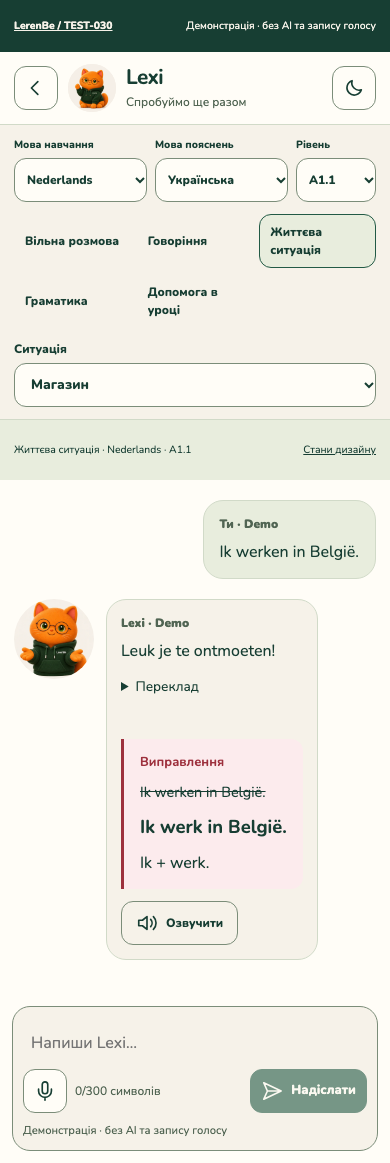 LerenBe / TEST-030
Демонстрація · без AI та запису голосу
Lexi
Спробуймо ще разом
Мова навчання
Мова пояснень
Рівень
Nederlands
Українська
A1.1
Вільна розмова
Говоріння
Життєва
ситуація
Граматика
Допомога в
уроці
Ситуація
Магазин
Життєва ситуація · Nederlands · A1.1
Стани дизайну
Ти · Demo
Ik werken in België.
Lexi · Demo
Leuk je te ontmoeten!
Переклад
Виправлення
Ik werken in België.
Ik werk in België.
Ik + werk.
Озвучити
Напиши Lexi...
0/300 символів
Надіслати
Демонстрація · без AI та запису голосу